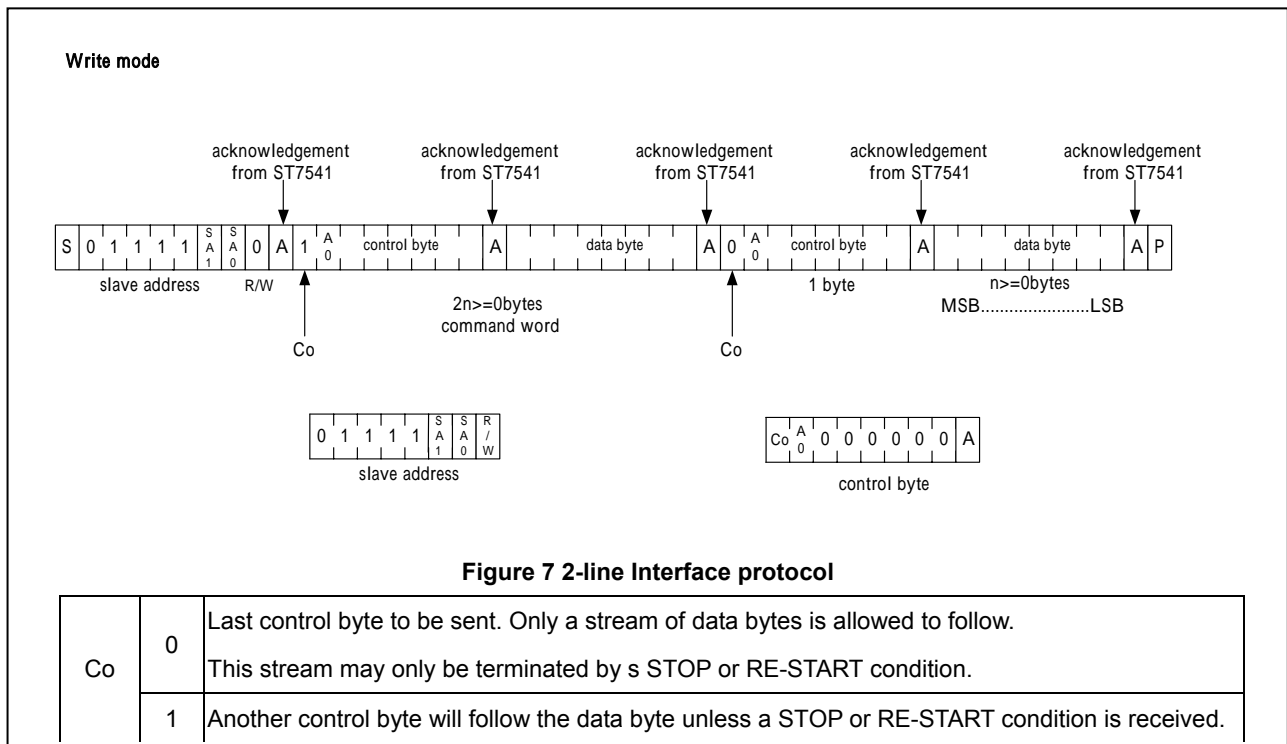 Write mode
acknowledgement acknowledgement acknowledgement acknowledgement acknowledgement
from ST7541 from ST7541 from ST7541 from ST7541 from ST7541
S 0 1 1 1 1 SA1 SA0 0 A 1 A0 control byte A data byte A 0 A0 control byte A data byte A P
slave address R/W 2n>=0bytes 1 byte n>=0bytes
command word MSB.......................LSB
Co Co
0 1 1 1 1 SA1 SA0 R/W Co A0 0 0 0 0 0 0 A
slave address control byte
Figure 7 2-line Interface protocol
Co 0 Last control byte to be sent. Only a stream of data bytes is allowed to follow.
This stream may only be terminated by s STOP or RE-START condition.
1 Another control byte will follow the data byte unless a STOP or RE-START condition is received.